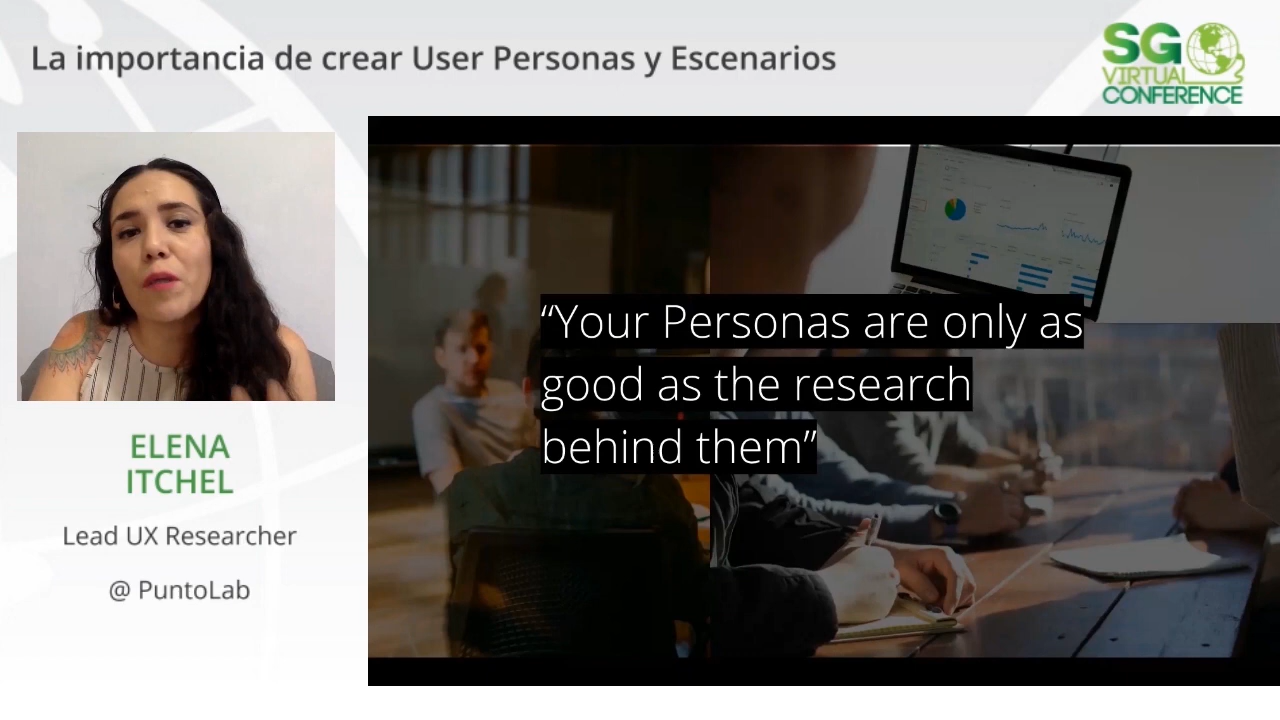 La importancia de crear User Personas y Escenarios
SG
VIRTUAL
CONFERENCE
ELENA
ITCHEL
Lead UX Researcher
@ PuntoLab
“Your Personas are only as
good as the research
behind them”